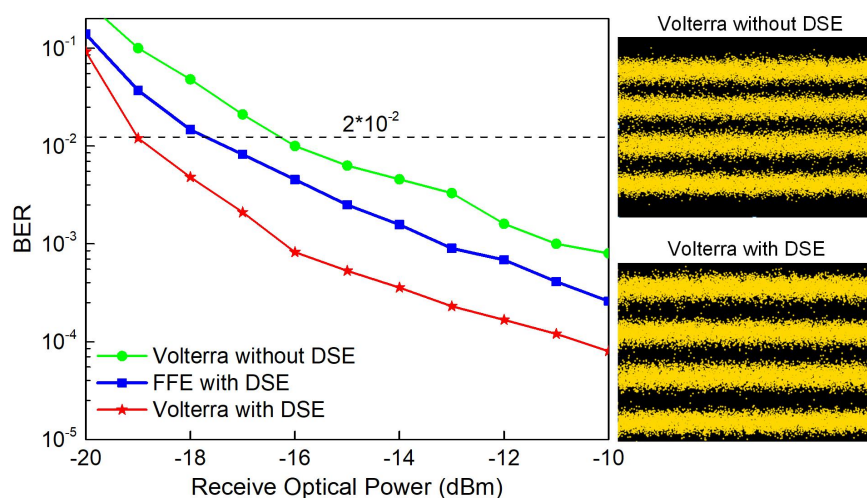 Volterra without DSE
10⁻¹
10⁻²
10⁻³
10⁻⁴
10⁻⁵
BER
2*10⁻²
Volterra without DSE
FFE with DSE
Volterra with DSE
-20 -18 -16 -14 -12 -10
Receive Optical Power (dBm)
Volterra with DSE